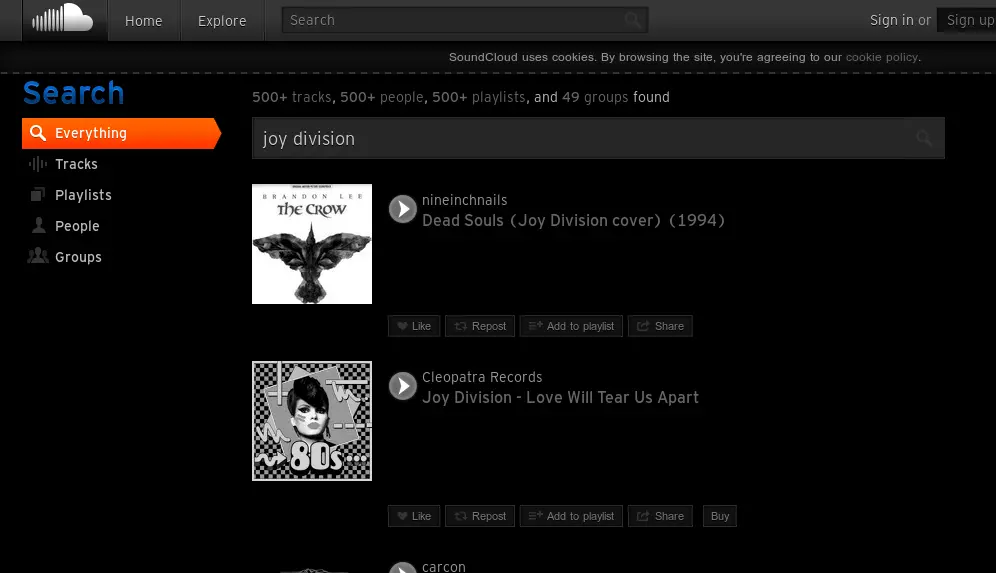 Home Explore Search Sign in or Sign up
SoundCloud uses cookies. By browsing the site, you're agreeing to our cookie policy.
Search
500+ tracks, 500+ people, 500+ playlists, and 49 groups found
Everything
joy division
Tracks
Playlists
People
Groups
BRANDON LEE
THE CROW
nineinchnails
Dead Souls (Joy Division cover) (1994)
Like Repost Add to playlist Share
Cleopatra Records
Joy Division - Love Will Tear Us Apart
80s
Like Repost Add to playlist Share Buy
carcon